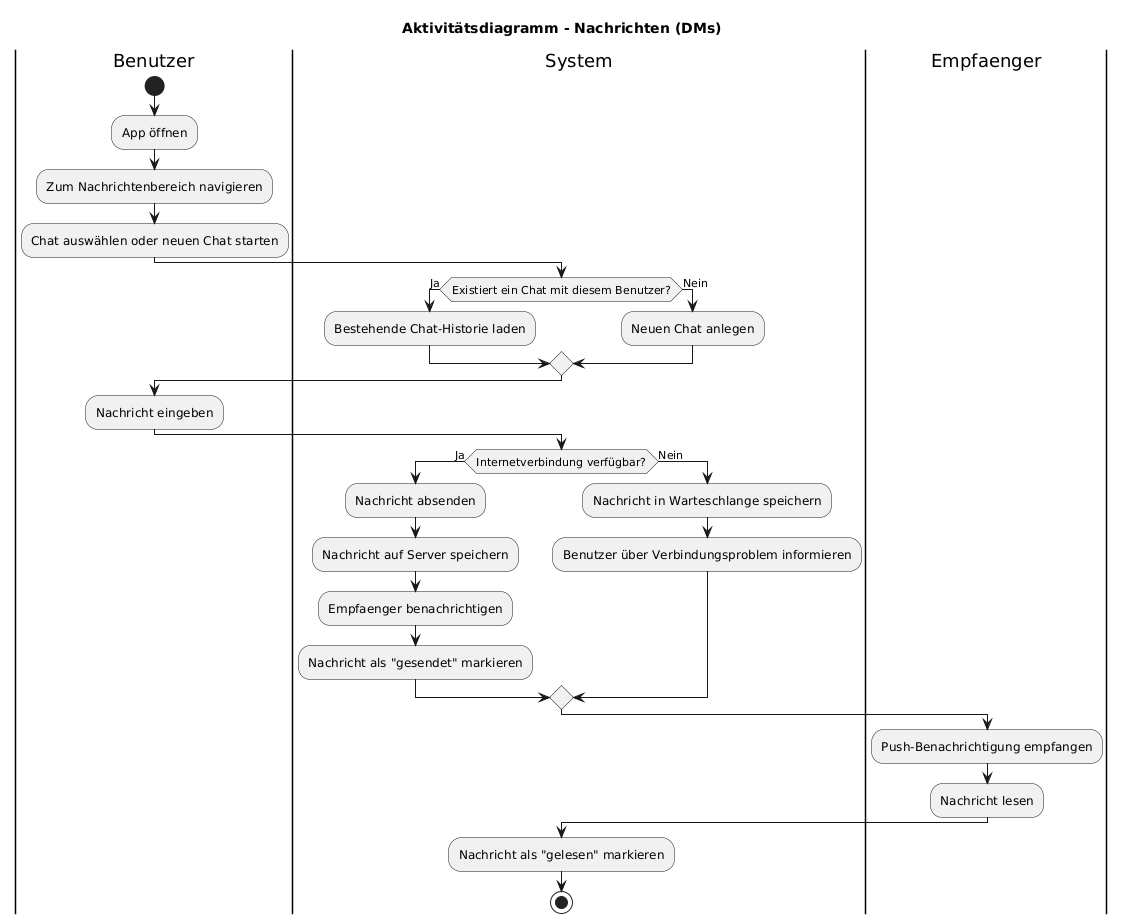 Aktivitätsdiagramm - Nachrichten (DMs)
Benutzer
System
Empfaenger
App öffnen
Zum Nachrichtenbereich navigieren
Chat auswählen oder neuen Chat starten
Ja
Existiert ein Chat mit diesem Benutzer?
Nein
Bestehende Chat-Historie laden
Neuen Chat anlegen
Nachricht eingeben
Ja
Internetverbindung verfügbar?
Nein
Nachricht absenden
Nachricht in Warteschlange speichern
Nachricht auf Server speichern
Benutzer über Verbindungsproblem informieren
Empfaenger benachrichtigen
Nachricht als "gesendet" markieren
Push-Benachrichtigung empfangen
Nachricht lesen
Nachricht als "gelesen" markieren